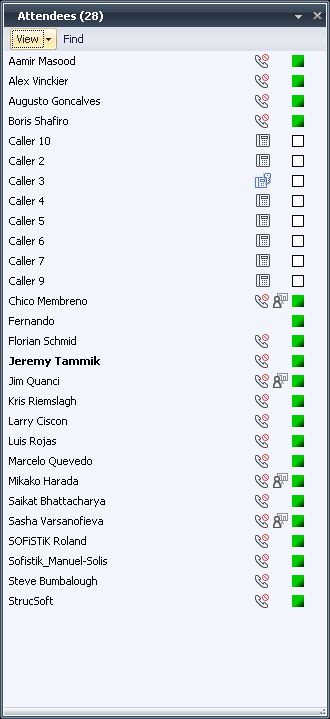 Attendees (28)
View Find
Aamir Masood
Alex Vinckier
Augusto Goncalves
Boris Shafiro
Caller 10
Caller 2
Caller 3
Caller 4
Caller 5
Caller 6
Caller 7
Caller 9
Chico Membreno
Fernando
Florian Schmid
Jeremy Tammik
Jim Quanci
Kris Riemslagh
Larry Ciscon
Luis Rojas
Marcelo Quevedo
Mikako Harada
Saikat Bhattacharya
Sasha Varsanofieva
SOFiSTiK Roland
Sofistik_Manuel-Solis
Steve Bumbalough
StrucSoft